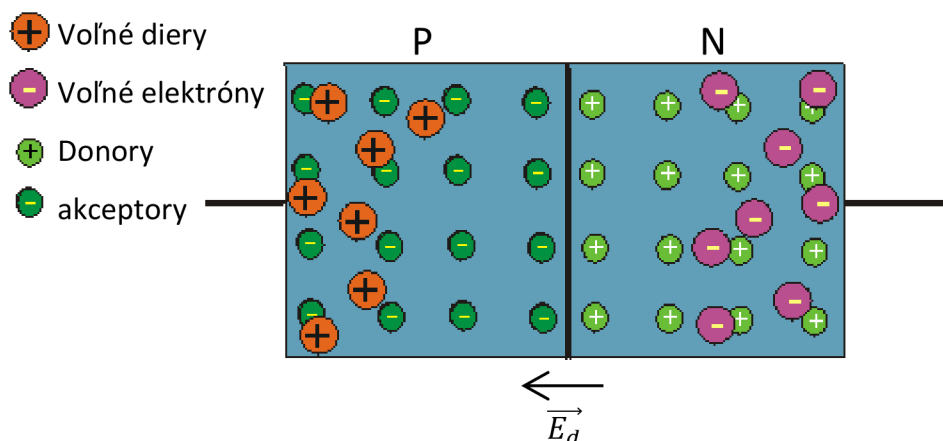 P N
Voľné diery
Voľné elektróny
Donory
akceptory
E_d